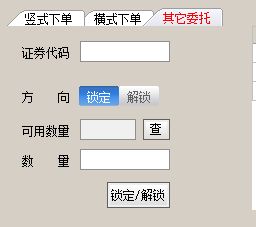 竖式下单 横式下单 其它委托
证券代码
方 向 锁定 解锁
可用数量 查
数 量
锁定/解锁